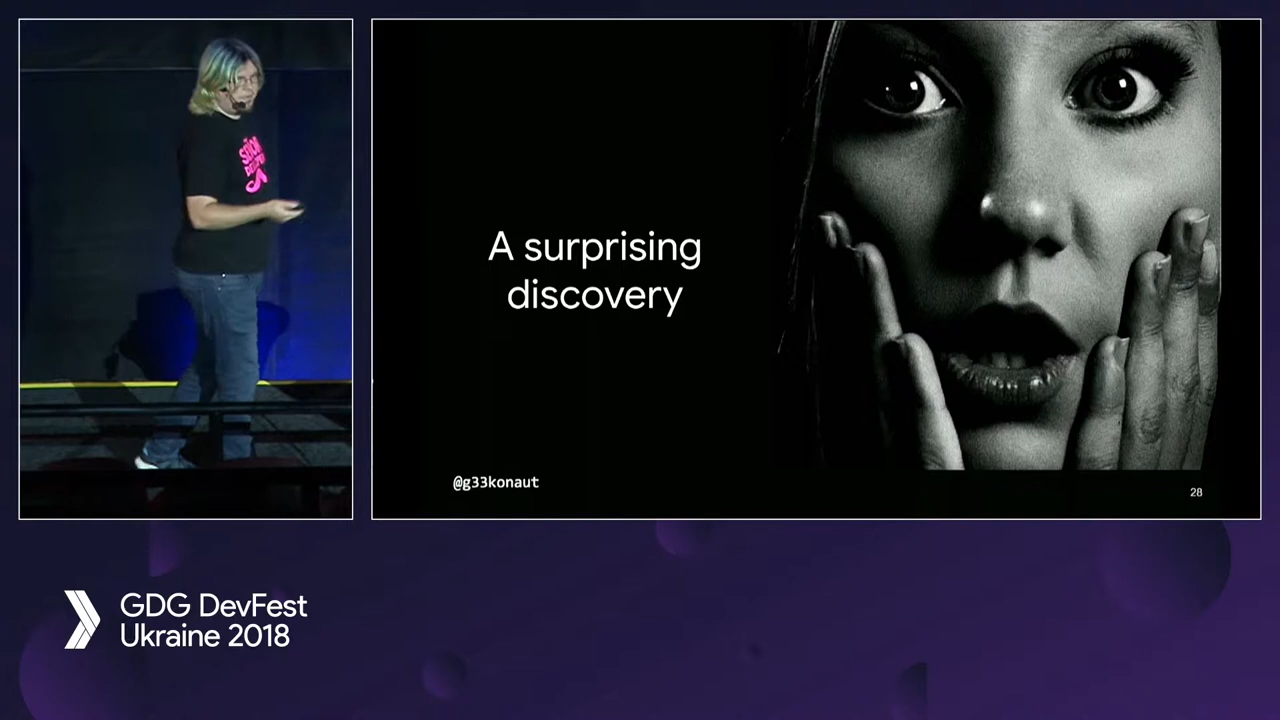 A surprising
discovery
@g33konaut
28
GDG DevFest
Ukraine 2018